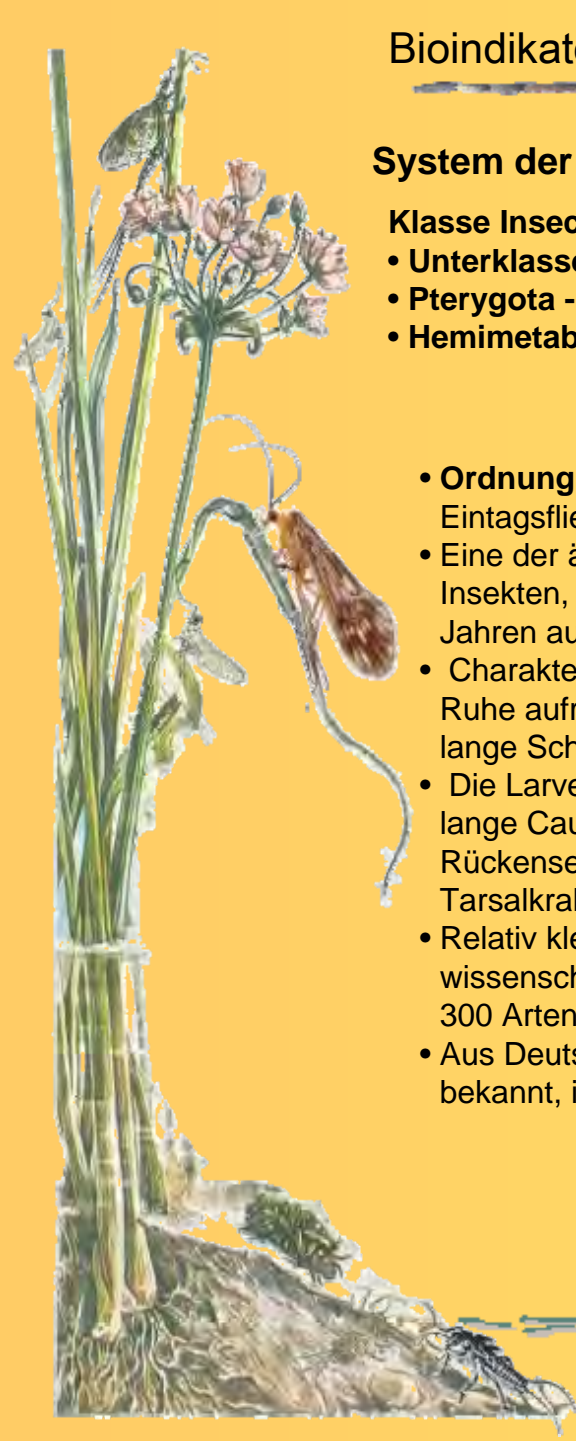 Bioindikat
System der
Klasse Insec
• Unterklasse
• Pterygota -
• Hemimetab
• Ordnung
Eintagsflie
• Eine der ä
Insekten,
Jahren au
• Charakte
Ruhe aufr
lange Sch
• Die Larve
lange Cau
Rückense
Tarsalkral
• Relativ kle
wissensch
300 Arten
• Aus Deuts
bekannt, i